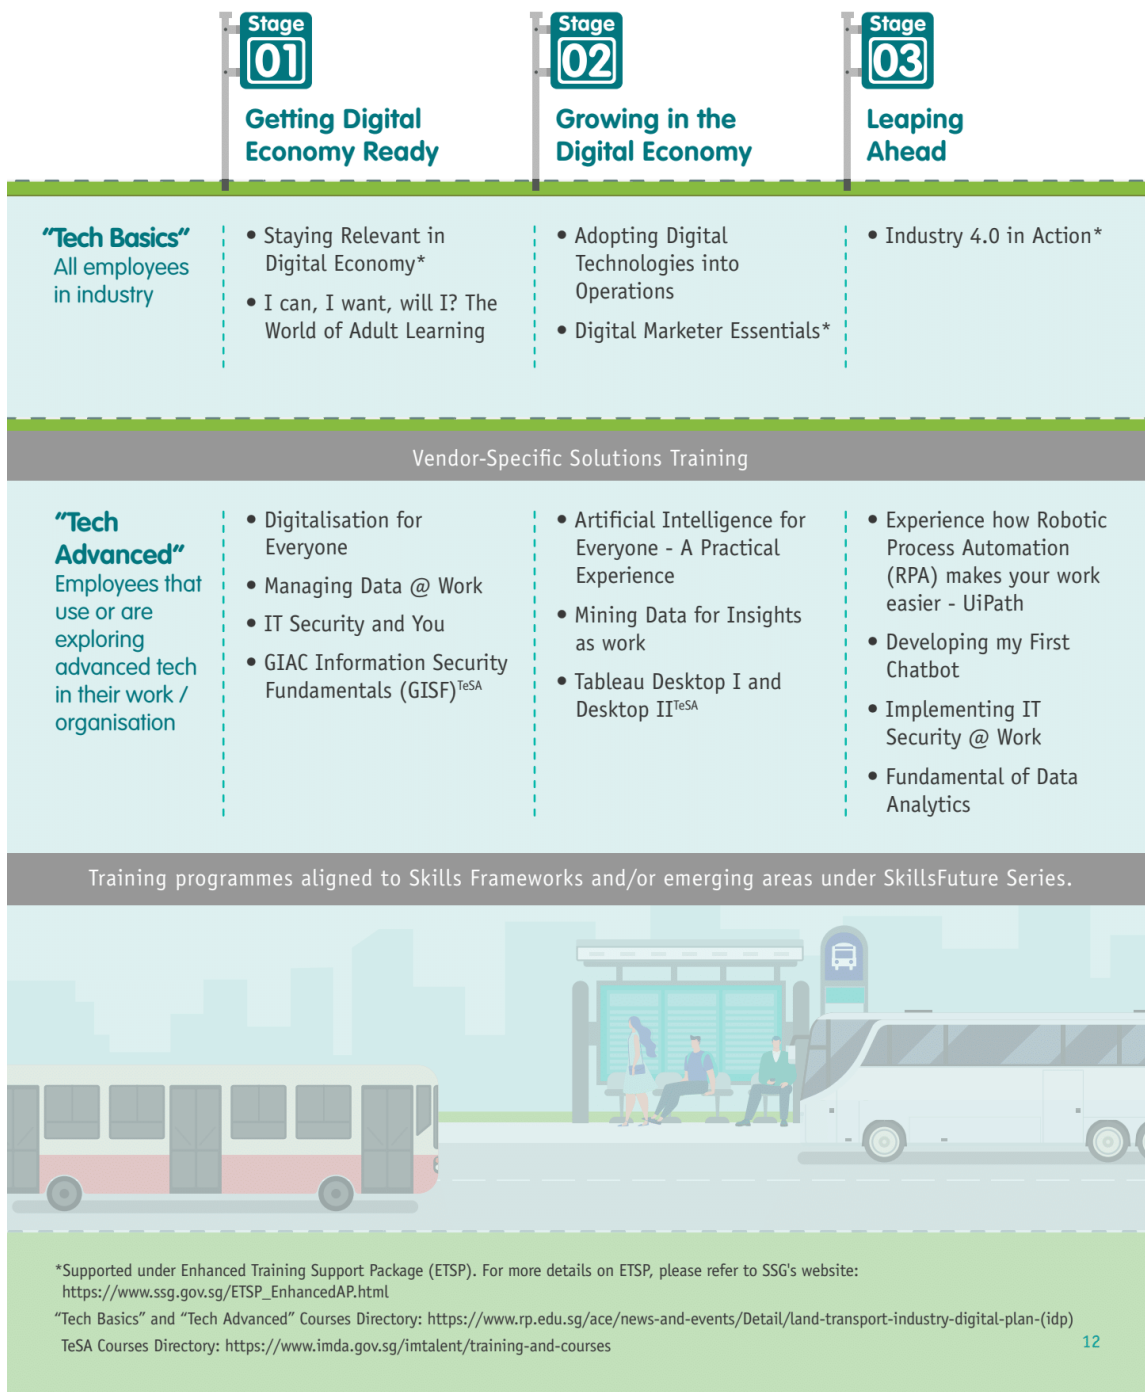 Stage
01
Getting Digital
Economy Ready
Stage
02
Growing in the
Digital Economy
Stage
03
Leaping
Ahead
"Tech Basics"
All employees
in industry
• Staying Relevant in
Digital Economy*
• I can, I want, will I? The
World of Adult Learning
• Adopting Digital
Technologies into
Operations
• Digital Marketer Essentials*
• Industry 4.0 in Action*
Vendor-Specific Solutions Training
"Tech
Advanced"
Employees that
use or are
exploring
advanced tech
in their work /
organisation
• Digitalisation for
Everyone
• Managing Data @ Work
• IT Security and You
• GIAC Information Security
Fundamentals (GISF)TeSA
• Artificial Intelligence for
Everyone - A Practical
Experience
• Mining Data for Insights
as work
• Tableau Desktop I and
Desktop IITeSA
• Experience how Robotic
Process Automation
(RPA) makes your work
easier - UiPath
• Developing my First
Chatbot
• Implementing IT
Security @ Work
• Fundamental of Data
Analytics
Training programmes aligned to Skills Frameworks and/or emerging areas under SkillsFuture Series.
*Supported under Enhanced Training Support Package (ETSP). For more details on ETSP, please refer to SSG's website:
https://www.ssg.gov.sg/ETSP_EnhancedAP.html
"Tech Basics" and "Tech Advanced" Courses Directory: https://www.rp.edu.sg/ace/news-and-events/Detail/land-transport-industry-digital-plan-(idp)
TeSA Courses Directory: https://www.imda.gov.sg/imtalent/training-and-courses
12